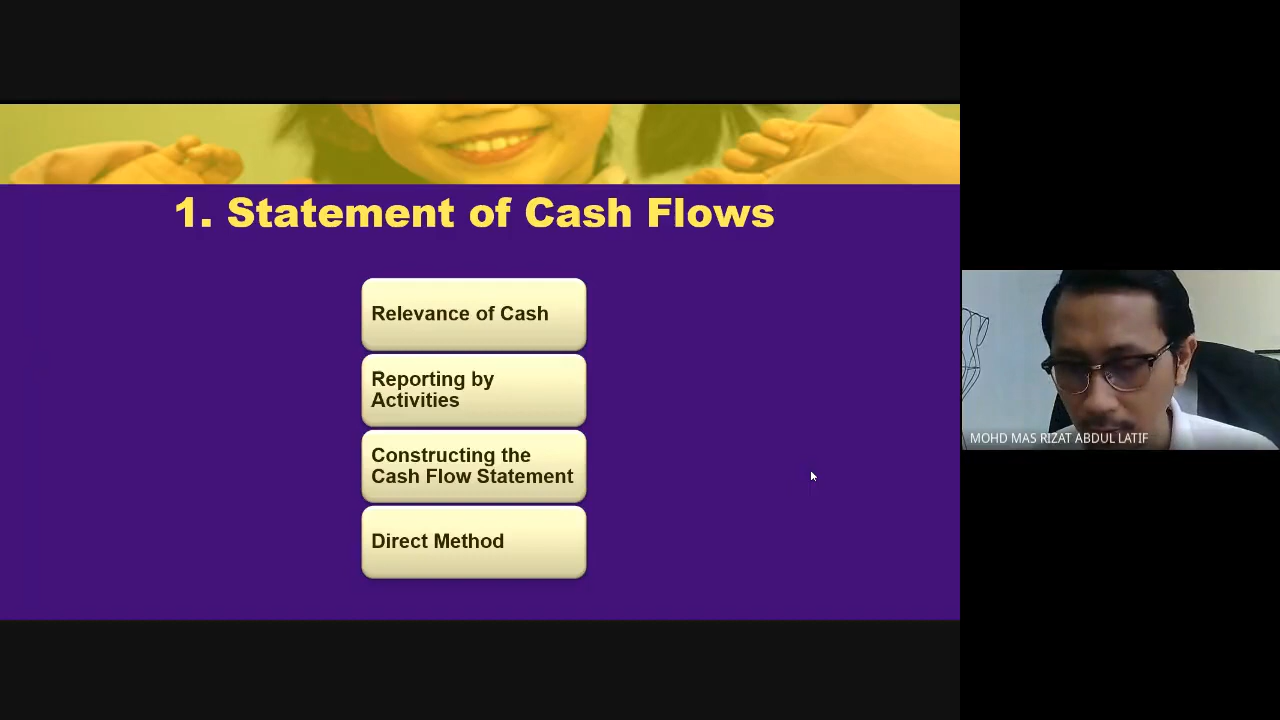 1. Statement of Cash Flows
Relevance of Cash
Reporting by
Activities
Constructing the
Cash Flow Statement
Direct Method
MOHD MAS RIZAT ABDUL LATIF